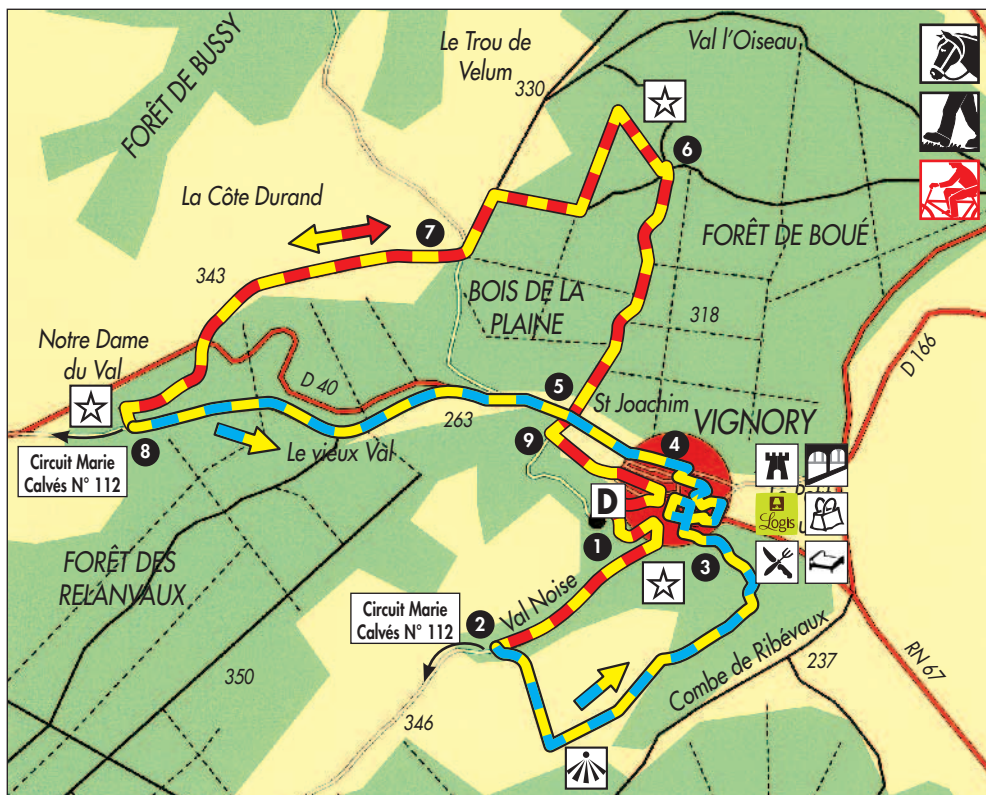 FORÊT DE BUSSY
Le Trou de
Velum
330
Val l'Oiseau
6
FORÊT DE BOUÉ
La Côte Durand
7
343
BOIS DE LA
PLAINE
318
D 166
Notre Dame
du Val
D 40
5
St Joachim
VIGNORY
263
9
4
8
Le vieux Val
Circuit Marie
Calvés N° 112
D
Logis
1
3
FORÊT DES
RELANVAUX
Val Noise
2
Circuit Marie
Calvés N° 112
350
346
Combe de Ribévaux
237
RN 67